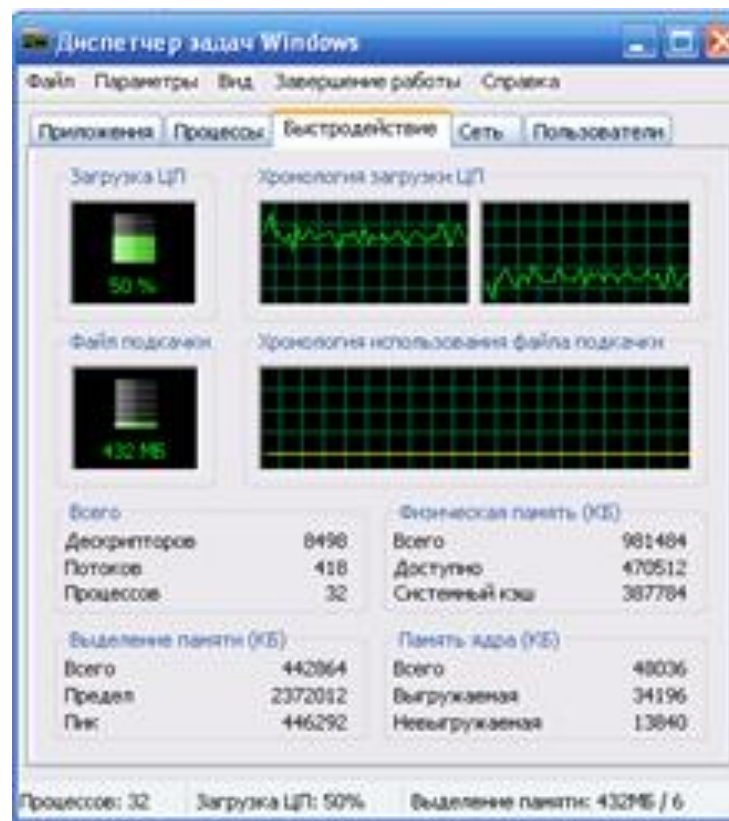 Диспетчер задач Windows
Файл Параметры Вид Завершение работы Справка
Приложения Процессы Быстродействие Сеть Пользователи
Загрузка ЦП
Хронология загрузки ЦП
50 %
Файл подкачки
Хронология использования файла подкачки
432 МБ
Всего
Дескрипторов 8498
Потоков 418
Процессов 32
Физическая память (КБ)
Всего 981484
Доступно 470512
Системный кэш 387784
Выделение памяти (КБ)
Всего 442864
Предел 2372012
Пик 446292
Память ядра (КБ)
Всего 48036
Выгружаемая 34196
Невыгружаемая 13840
Процессов: 32 Загрузка ЦП: 50% Выделение памяти: 432МБ / 6